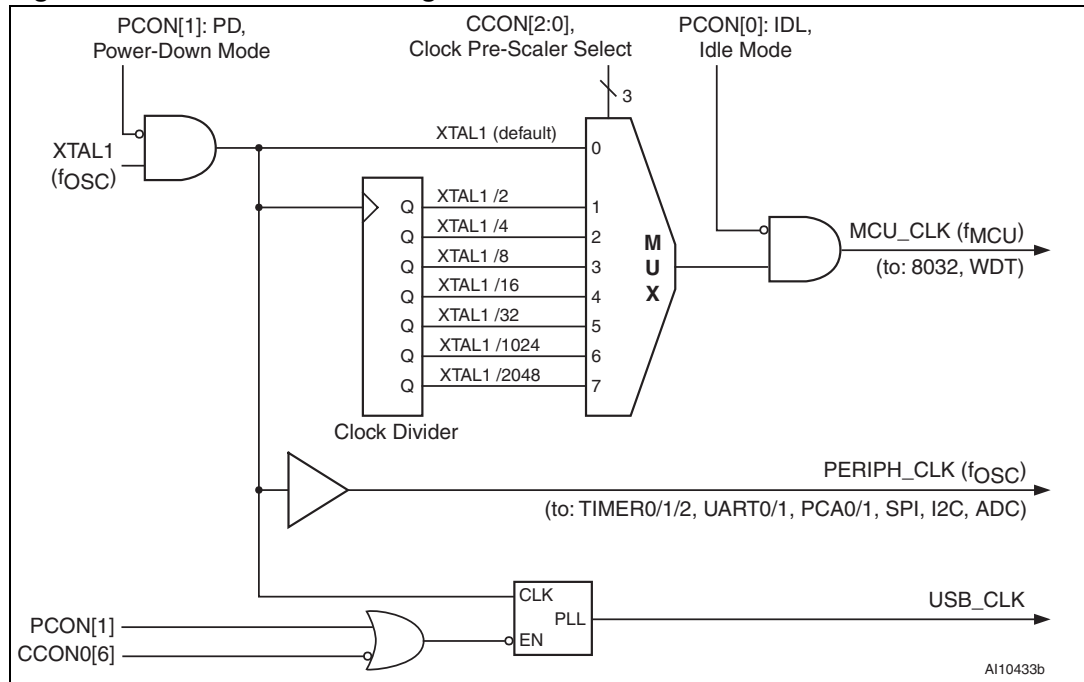 PCON[1]: PD,
Power-Down Mode
CCON[2:0],
Clock Pre-Scaler Select
PCON[0]: IDL,
Idle Mode
3
XTAL1
(fOSC)
XTAL1 (default)
0
Q
XTAL1 /2
1
Q
XTAL1 /4
2
Q
XTAL1 /8
3
Q
XTAL1 /16
4
Q
XTAL1 /32
5
Q
XTAL1 /1024
6
Q
XTAL1 /2048
7
M
U
X
MCU_CLK (fMCU)
(to: 8032, WDT)
Clock Divider
PERIPH_CLK (fOSC)
(to: TIMER0/1/2, UART0/1, PCA0/1, SPI, I2C, ADC)
CLK
PLL
EN
USB_CLK
PCON[1]
CCON0[6]
AI10433b